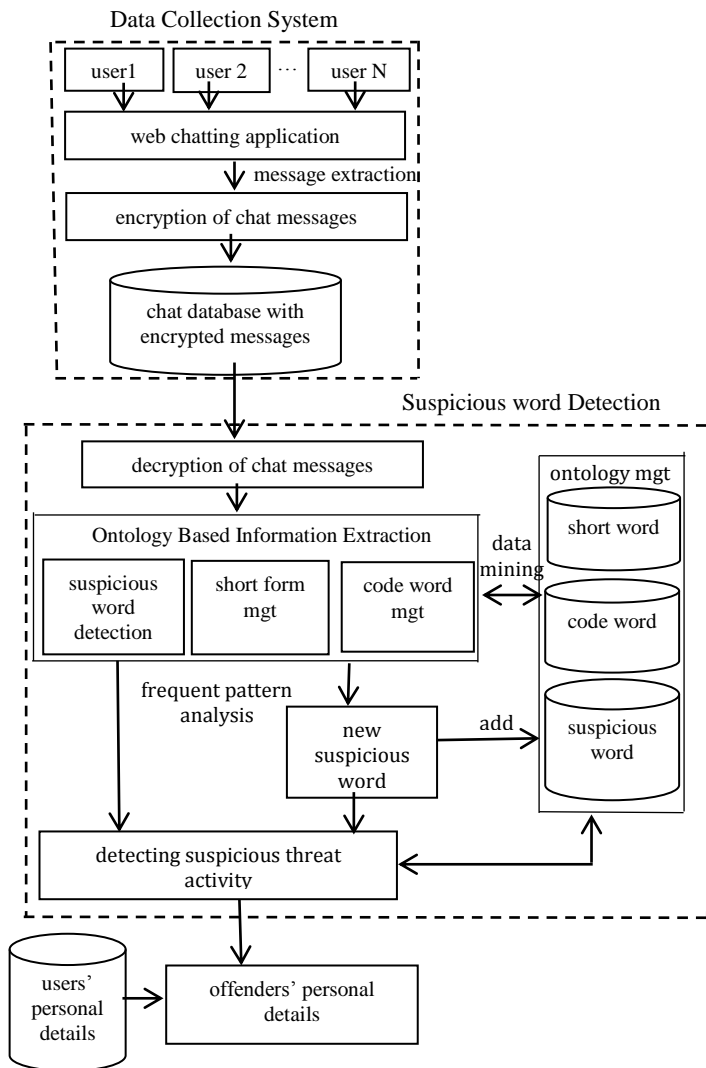 Data Collection System
user1
user 2
...
user N
web chatting application
message extraction
encryption of chat messages
chat database with
encrypted messages
Suspicious word Detection
decryption of chat messages
ontology mgt
short word
code word
suspicious
word
Ontology Based Information Extraction
suspicious
word
detection
short form
mgt
code word
mgt
data
mining
frequent pattern
analysis
new
suspicious
word
add
detecting suspicious threat
activity
users’
personal
details
offenders’ personal
details